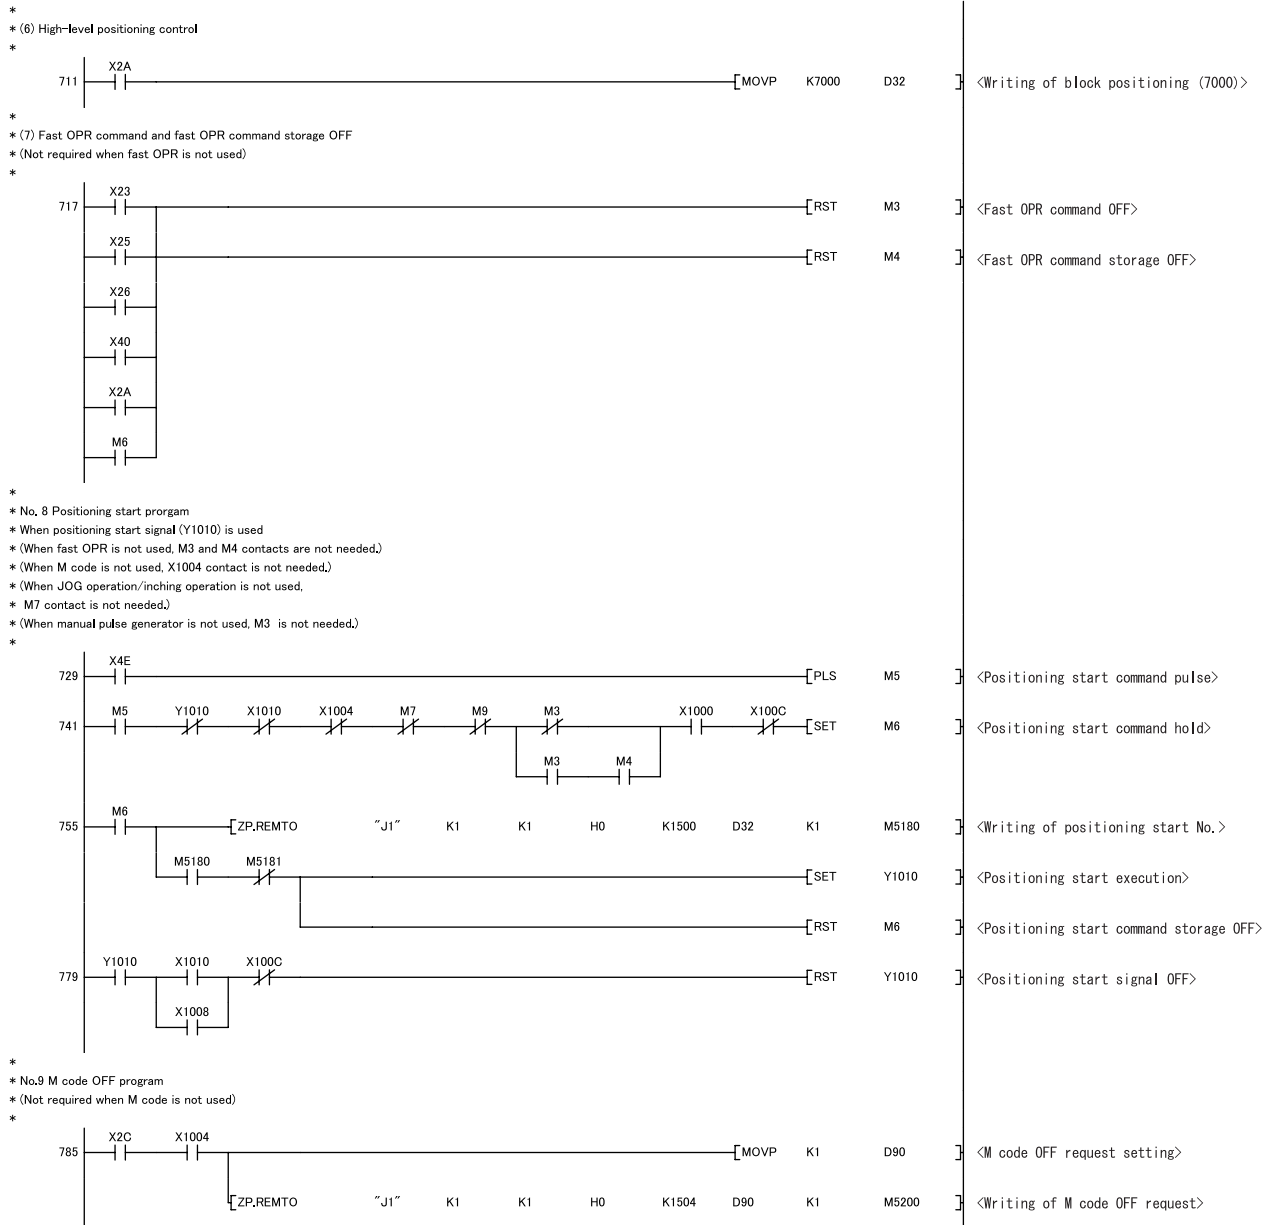 *
* (6) High-level positioning control
*
X2A
711 MOVP K7000 D32 <Writing of block positioning (7000)>
*
* (7) Fast OPR command and fast OPR command storage OFF
* (Not required when fast OPR is not used)
*
X23
717 RST M3 <Fast OPR command OFF>
X25
RST M4 <Fast OPR command storage OFF>
X26
X40
X2A
M6
*
* No. 8 Positioning start prorgam
* When positioning start signal (Y1010) is used
* (When fast OPR is not used, M3 and M4 contacts are not needed.)
* (When M code is not used, X1004 contact is not needed.)
* (When JOG operation/inching operation is not used,
* M7 contact is not needed.)
* (When manual pulse generator is not used, M3 is not needed.)
*
X4E
729 PLS M5 <Positioning start command pulse>
M5 Y1010 X1010 X1004 M7 M9 M3 X1000 X100C
741 SET M6 <Positioning start command hold>
M3 M4
M6
755 ZP.REMTO "J1" K1 K1 H0 K1500 D32 K1 M5180 <Writing of positioning start No.>
M5180 M5181
SET Y1010 <Positioning start execution>
RST M6 <Positioning start command storage OFF>
Y1010 X1010 X100C
779 RST Y1010 <Positioning start signal OFF>
X1008
*
* No.9 M code OFF program
* (Not required when M code is not used)
*
X2C X1004
785 MOVP K1 D90 <M code OFF request setting>
ZP.REMTO "J1" K1 K1 H0 K1504 D90 K1 M5200 <Writing of M code OFF request>